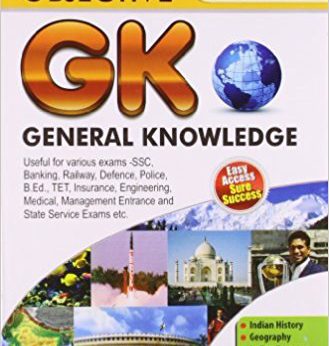 OBJECTIVE
GK
GENERAL KNOWLEDGE
Useful for various exams -SSC,
Banking, Railway, Defence, Police,
B.Ed., TET, Insurance, Engineering,
Medical, Management Entrance and
State Service Exams etc.
Easy
Access
Sure
Success
• Indian History
• Geography